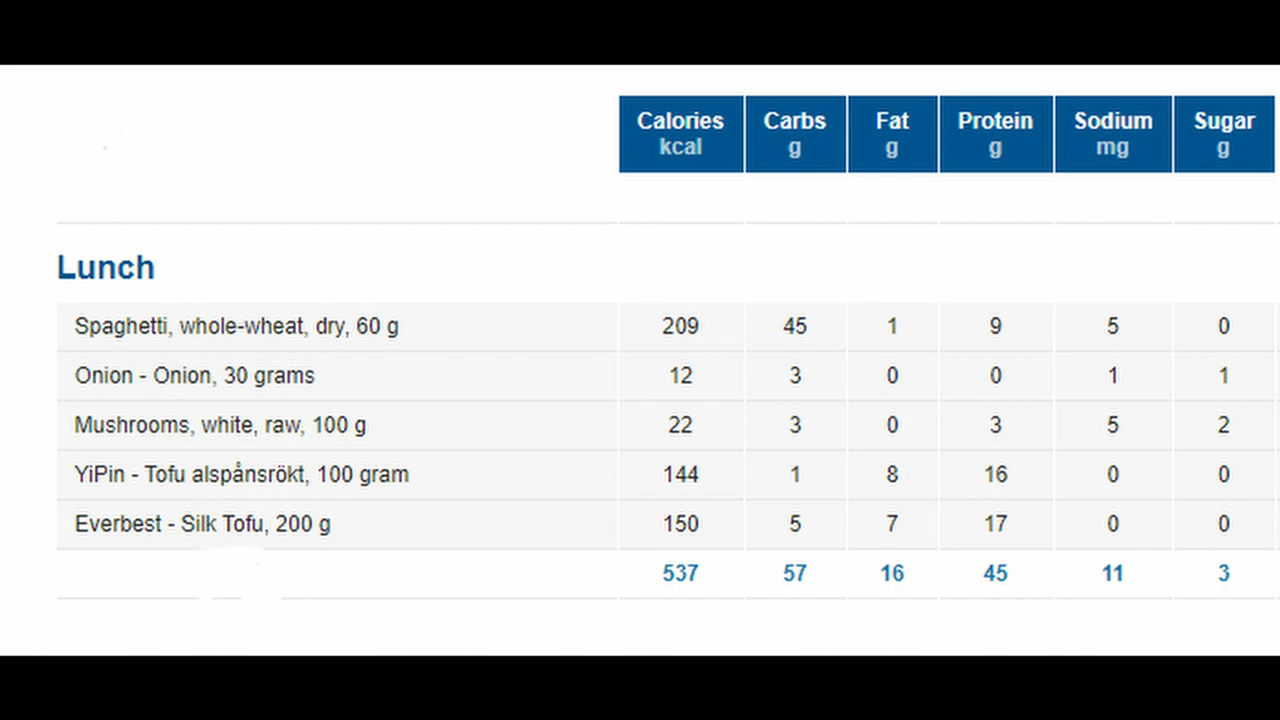 Calories Carbs Fat Protein Sodium Sugar
kcal g g g mg g
Lunch
Spaghetti, whole-wheat, dry, 60 g 209 45 1 9 5 0
Onion - Onion, 30 grams 12 3 0 0 1 1
Mushrooms, white, raw, 100 g 22 3 0 3 5 2
YiPin - Tofu alspånsrökt, 100 gram 144 1 8 16 0 0
Everbest - Silk Tofu, 200 g 150 5 7 17 0 0
537 57 16 45 11 3